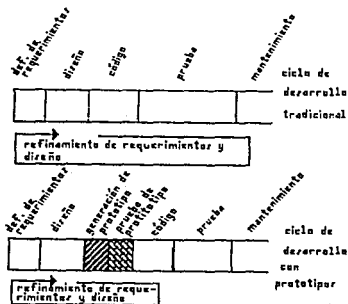 def. de
requerimientos
diseño
código
prueba
mantenimiento
ciclo de
desarrollo
tradicional
refinamiento de requerimientos y
diseño
def. de
requerimientos
diseño
generación de
prototipo
prueba de
prototipo
código
prueba
mantenimiento
ciclo de
desarrollo
con
prototipos
refinamiento de reque-
rimientos y diseño